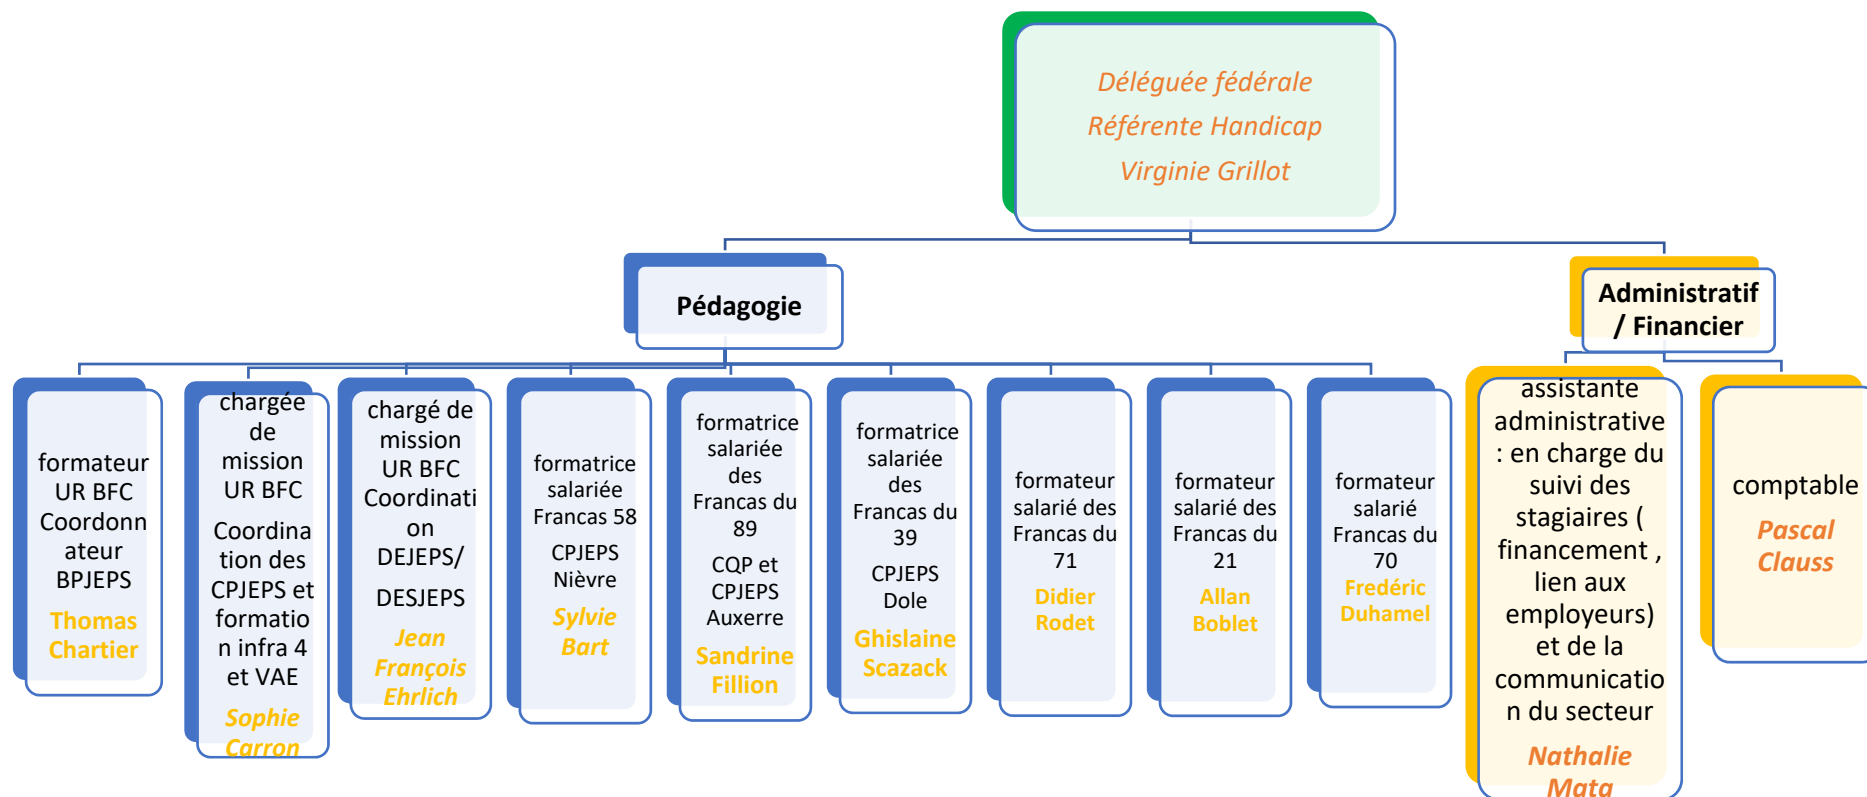 Déléguée fédérale
Référente Handicap
Virginie Grillot
Pédagogie
Administratif
/ Financier
formateur
UR BFC
Coordonn
ateur
BPJEPS
Thomas
Chartier
chargée
de
mission
UR BFC
Coordina
tion des
CPJEPS et
formatio
n infra 4
et VAE
Sophie
Carron
chargé de
mission
UR BFC
Coordinati
on
DEJEPS/
DESJEPS
Jean
François
Ehrlich
formatrice
salariée
Francas 58
CPJEPS
Nièvre
Sylvie
Bart
formatrice
salariée
des
Francas du
89
CQP et
CPJEPS
Auxerre
Sandrine
Fillion
formatrice
salariée
des
Francas du
39
CPJEPS
Dole
Ghislaine
Scazack
formateur
salarié des
Francas du
71
Didier
Rodet
formateur
salarié des
Francas du
21
Allan
Boblet
formateur
salarié
Francas du
70
Fredéric
Duhamel
assistante
administrative
: en charge du
suivi des
stagiaires (
financement ,
lien aux
employeurs)
et de la
communicatio
n du secteur
Nathalie
Mata
comptable
Pascal
Clauss